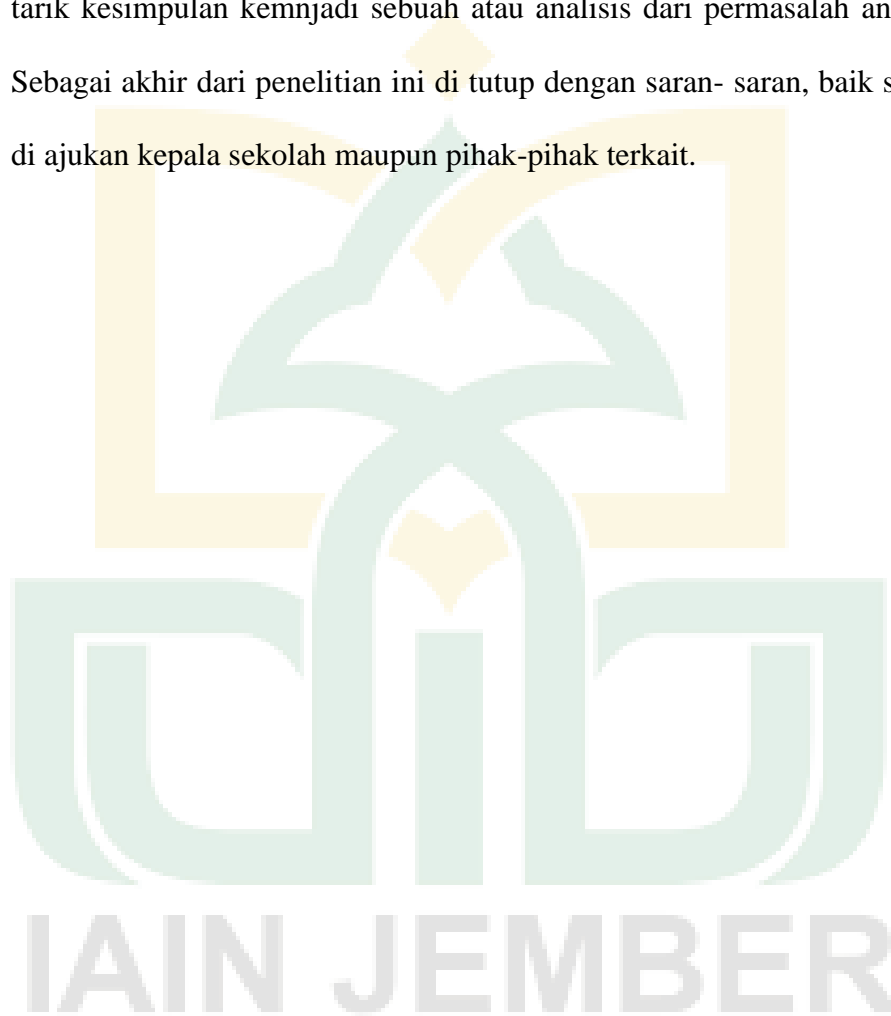 tarik kesimpulan kemnjadi sebuah atau analisis dari permasalah an
Sebagai akhir dari penelitian ini di tutup dengan saran- saran, baik s
di ajukan kepala sekolah maupun pihak-pihak terkait.
IAIN JEMBER